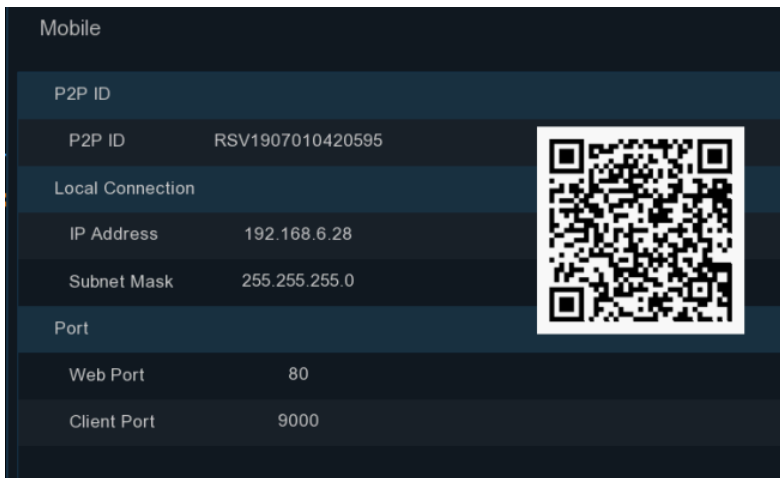 Mobile
P2P ID
P2P ID RSV1907010420595
Local Connection
IP Address 192.168.6.28
Subnet Mask 255.255.255.0
Port
Web Port 80
Client Port 9000